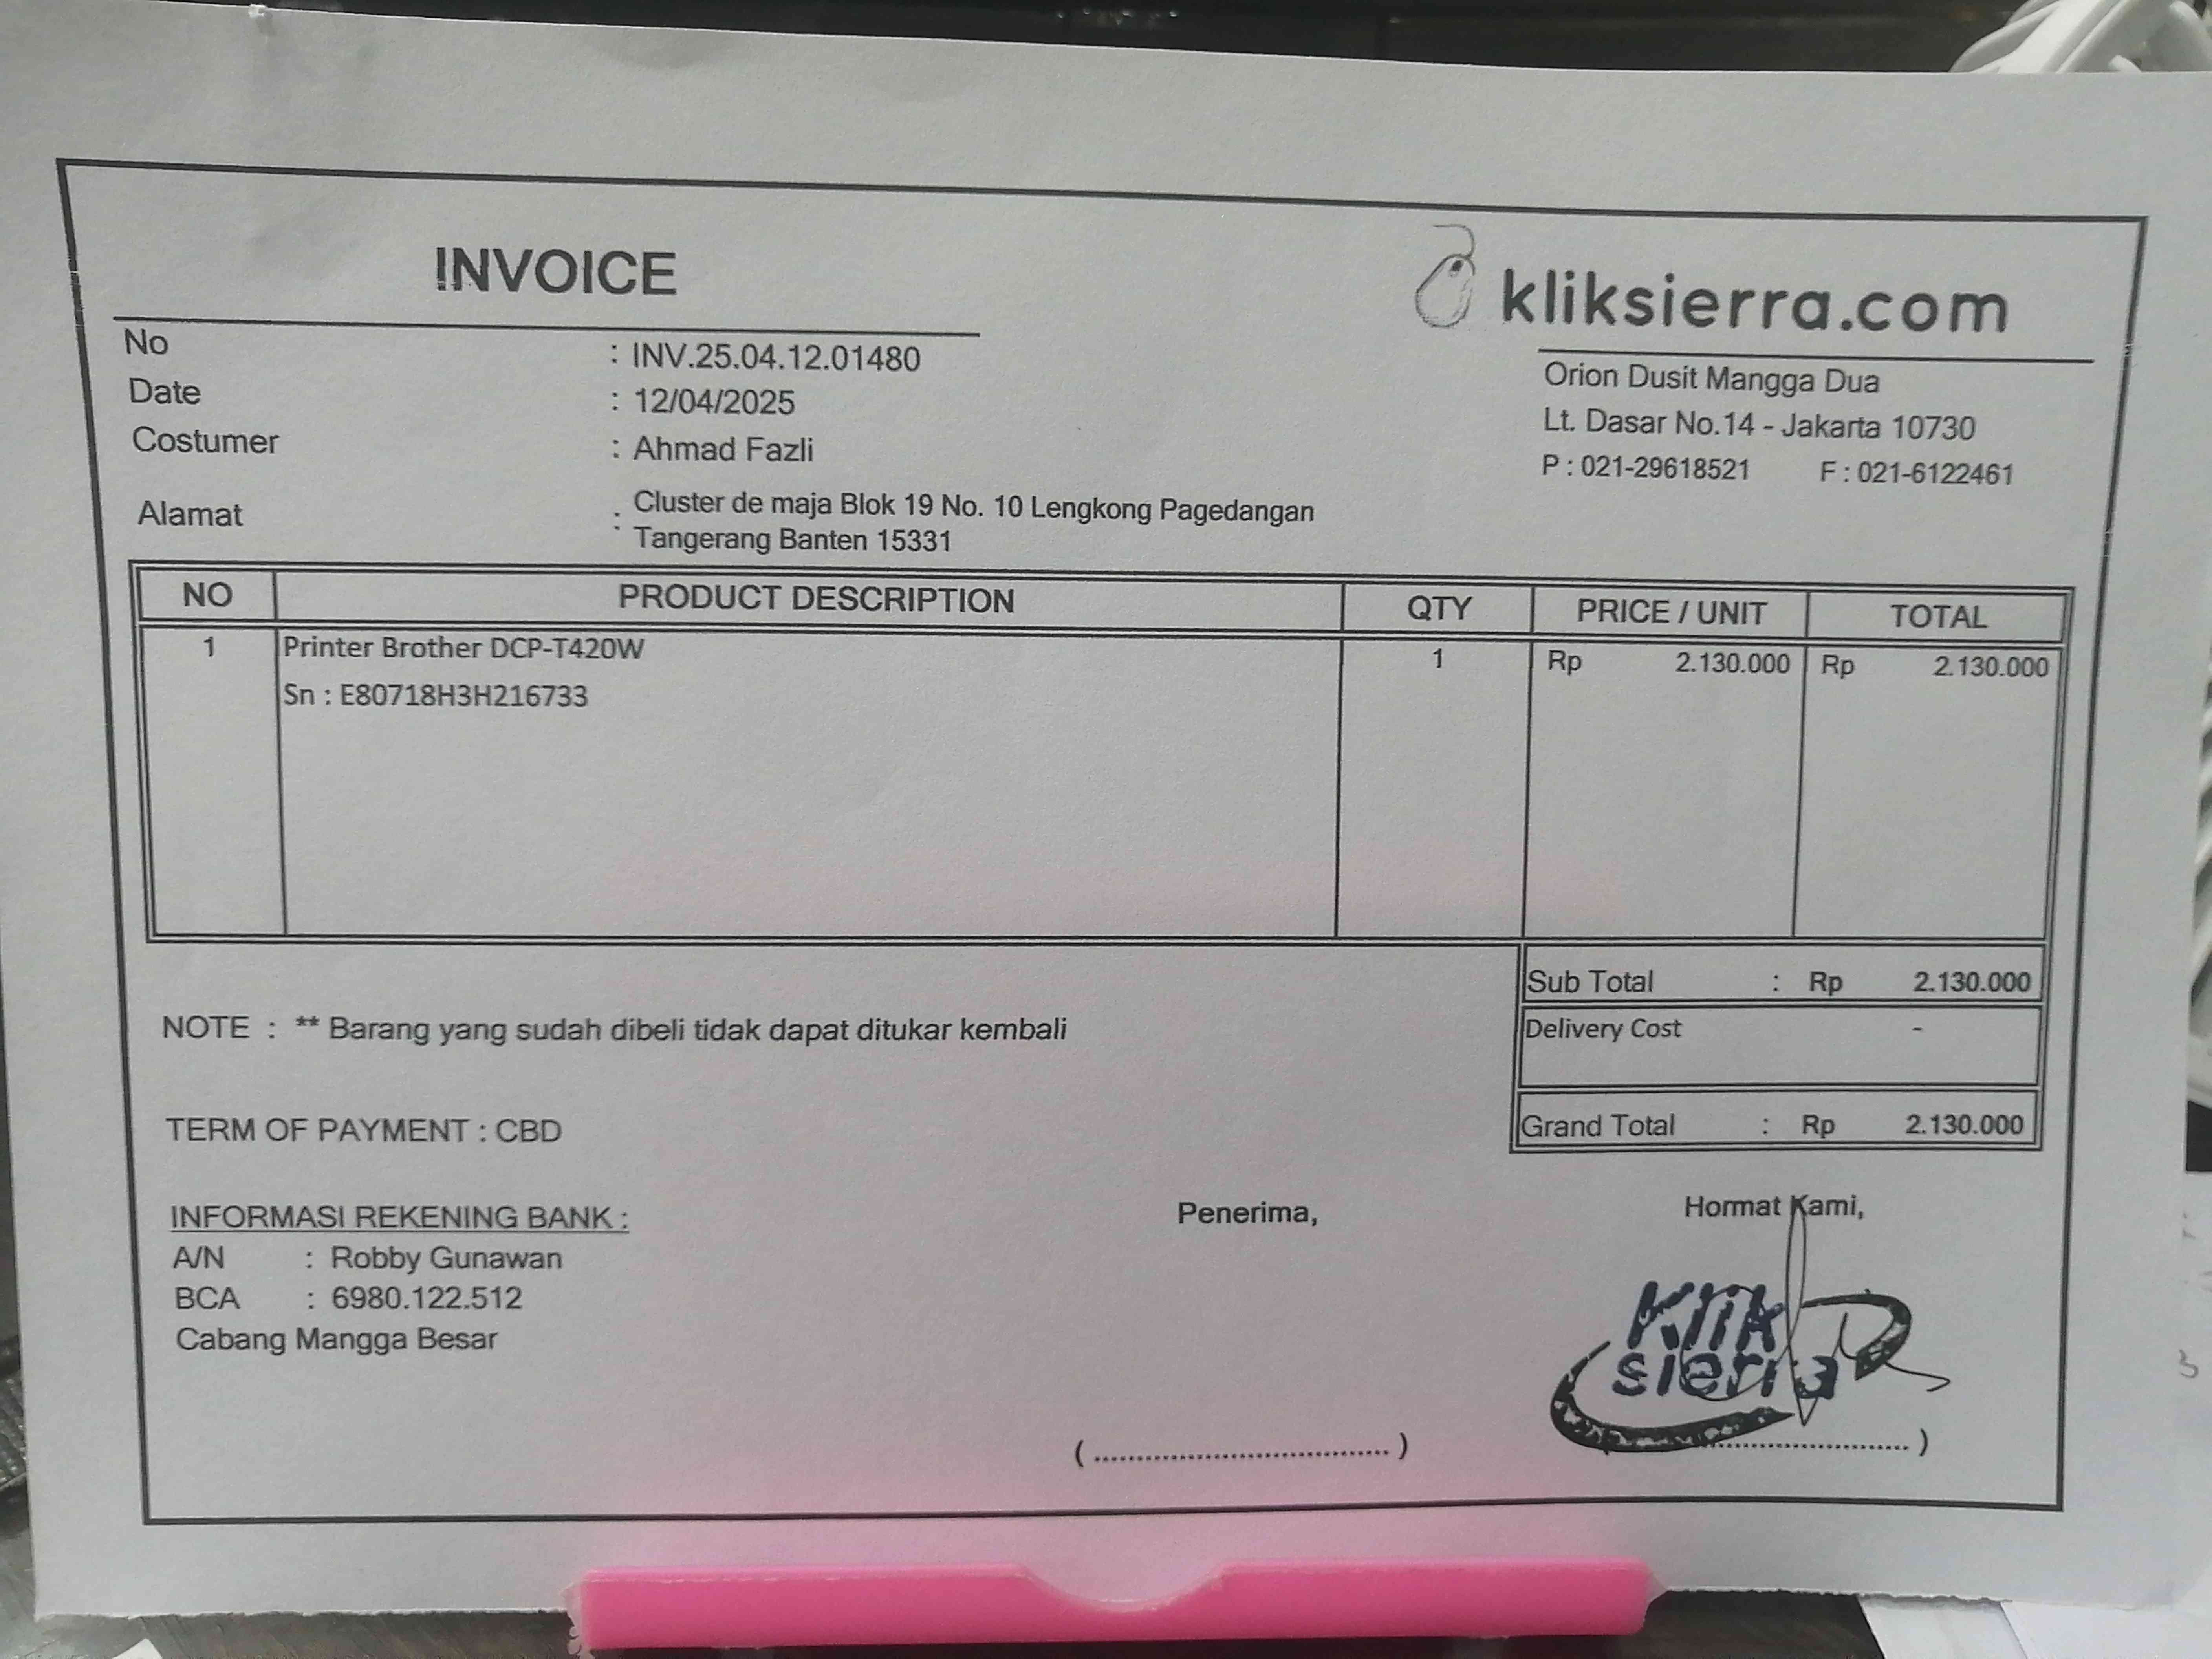 INVOICE
kliksierra.com
No : INV.25.04.12.01480
Date : 12/04/2025
Costumer : Ahmad Fazli
Alamat : Cluster de maja Blok 19 No. 10 Lengkong Pagedangan
Tangerang Banten 15331
Orion Dusit Mangga Dua
Lt. Dasar No.14 - Jakarta 10730
P : 021-29618521 F : 021-6122461
NO PRODUCT DESCRIPTION QTY PRICE / UNIT TOTAL
1 Printer Brother DCP-T420W 1 Rp 2.130.000 Rp 2.130.000
Sn : E80718H3H216733
Sub Total : Rp 2.130.000
NOTE : ** Barang yang sudah dibeli tidak dapat ditukar kembali
Delivery Cost -
TERM OF PAYMENT : CBD
Grand Total : Rp 2.130.000
INFORMASI REKENING BANK :
A/N : Robby Gunawan
BCA : 6980.122.512
Cabang Mangga Besar
Penerima,
( .................................... )
Hormat Kami,
Klik
sierra
.......................... )